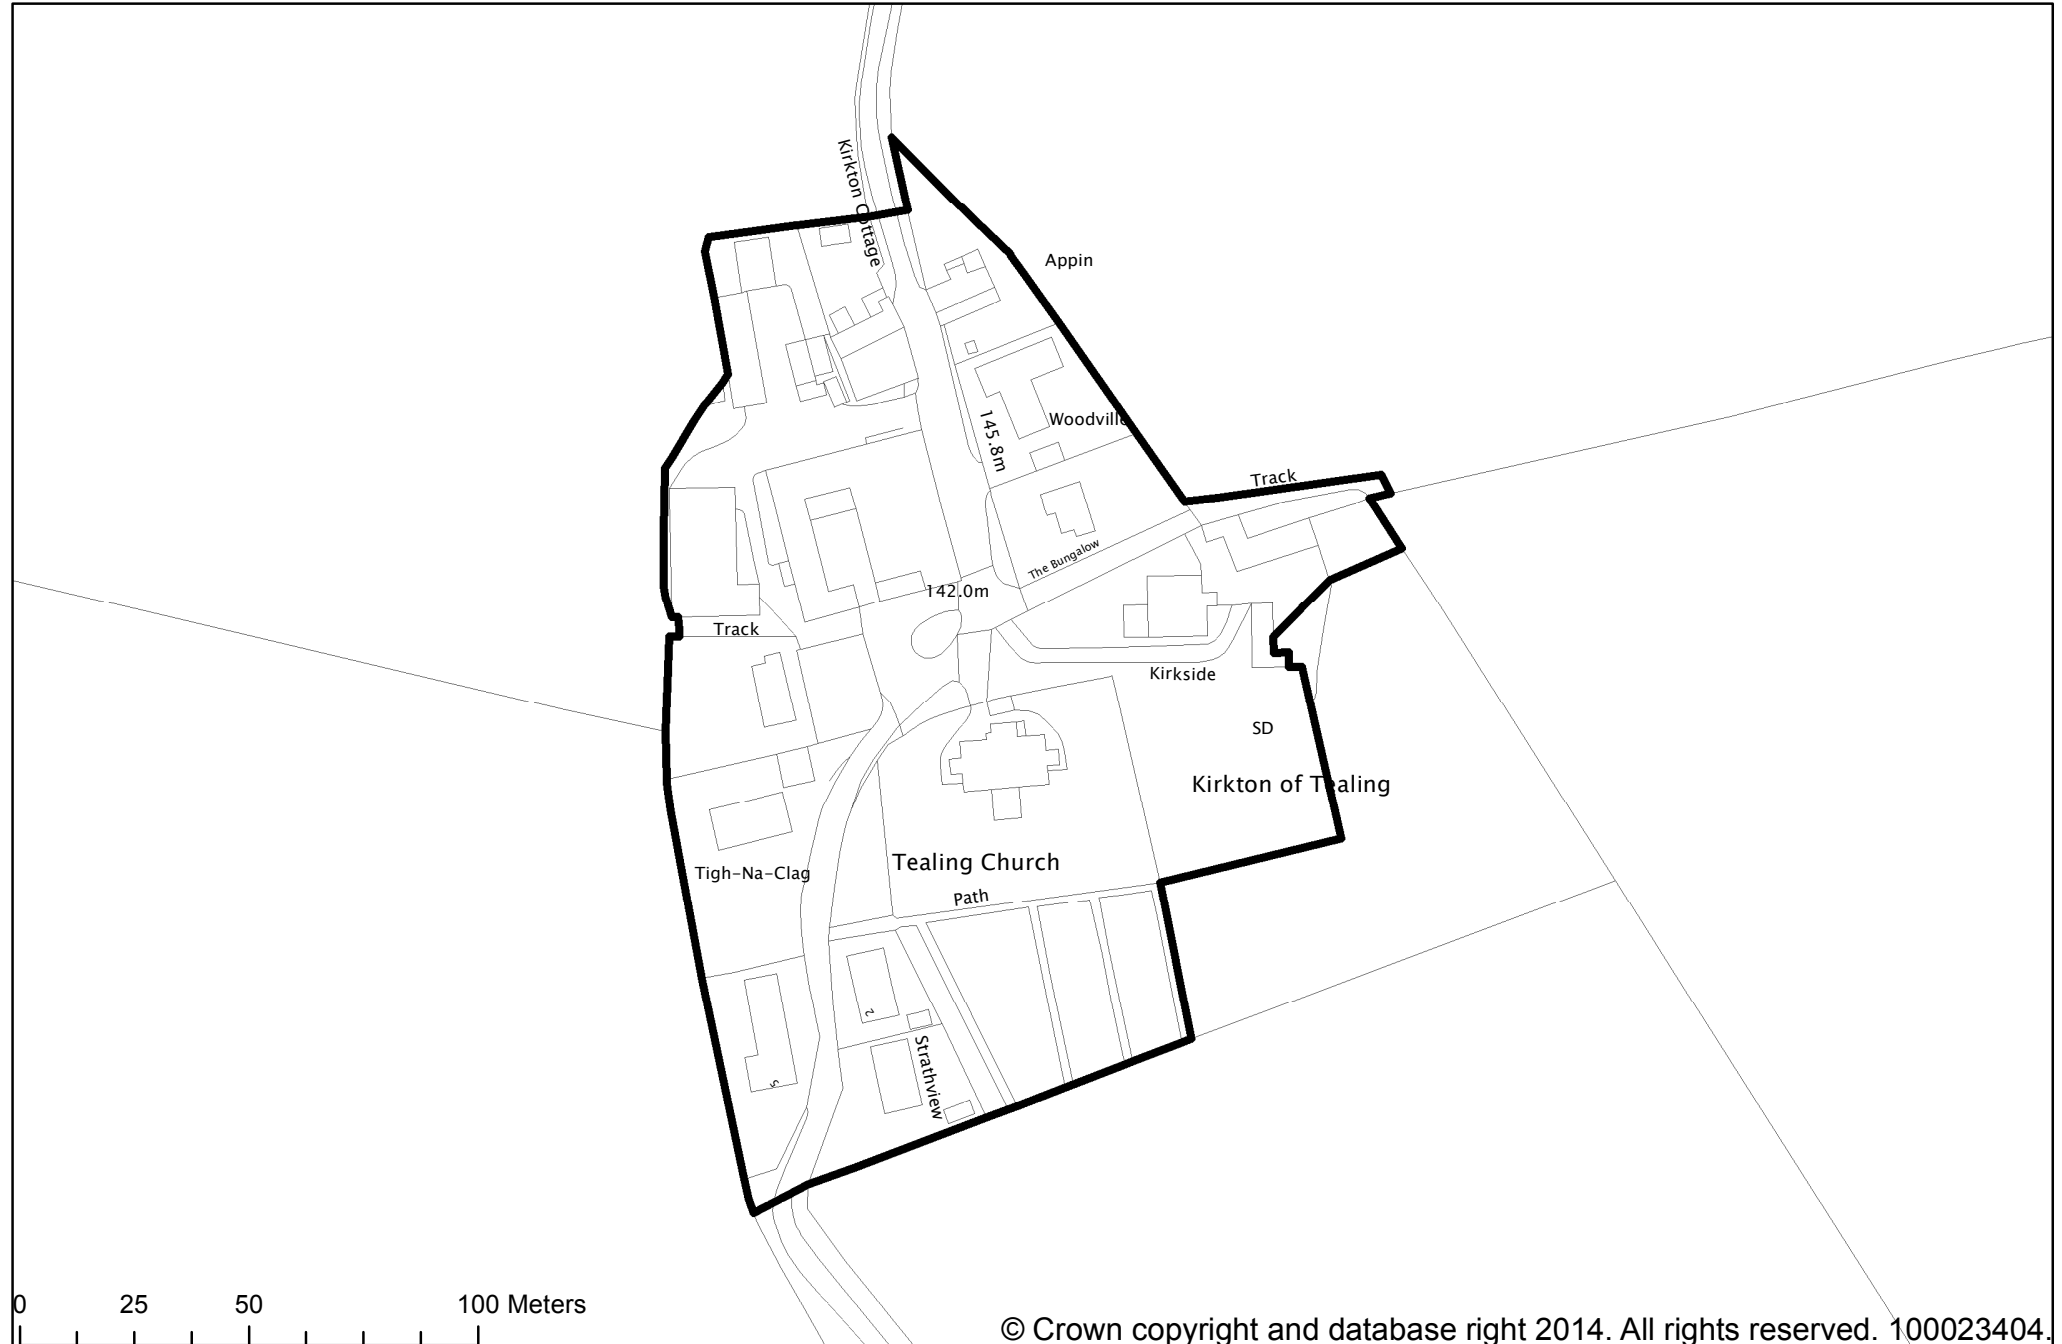 Kirkton Cottage
Appin
Woodville
145.8m
Track
The Bungalow
142.0m
Track
Kirkside
SD
Kirkton of Tealing
Tealing Church
Tigh-Na-Clag
Path
2
Strathview
5
0 25 50 100 Meters
© Crown copyright and database right 2014. All rights reserved. 100023404.